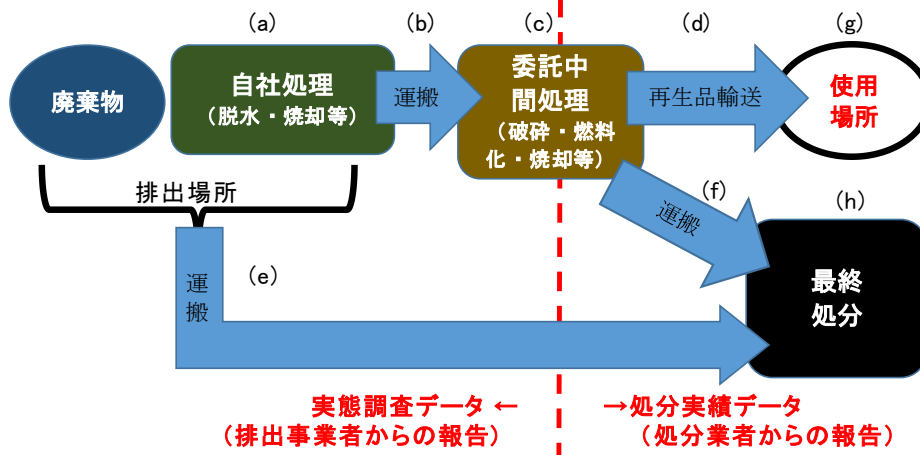 (a)
(b)
(c)
(d)
(g)
廃棄物
自社処理
(脱水・焼却等)
運搬
委託中
間処理
(破砕・燃料
化・焼却等)
再生品輸送
使用
場所
排出場所
(f)
運搬
(h)
最終
処分
(e)
運
搬
実態調査データ ←
(排出事業者からの報告)
→処分実績データ
(処分業者からの報告)